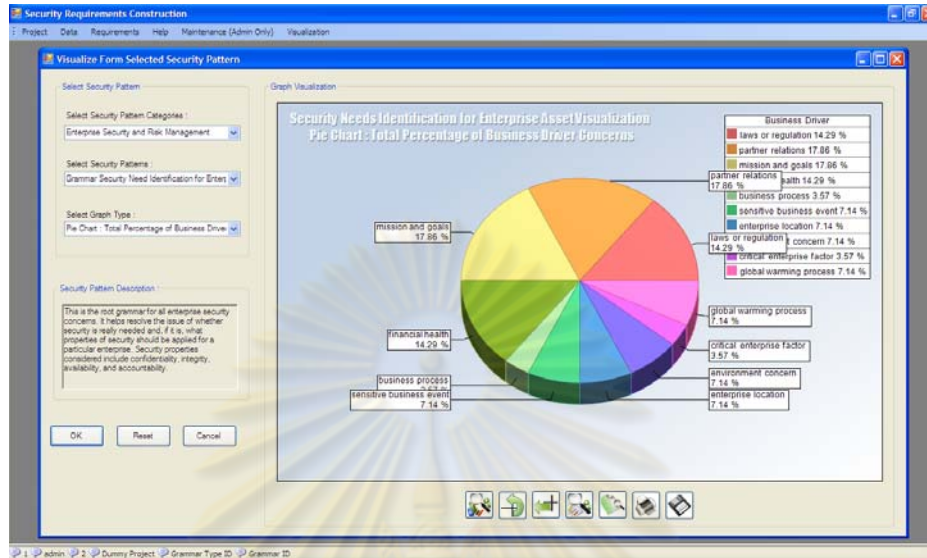 Security Requirements Construction
Project Data Requirements Help Maintenance (Admin Only) Visualization
Visualize Form Selected Security Pattern
Select Security Pattern
Select Security Pattern Categories :
Enterprise Security and Risk Management
Select Security Patterns :
Grammar Security Need Identification for Enter
Select Graph Type :
Pie Chart : Total Percentage of Business Drive
Security Pattern Description :
This is the root grammar for all enterprise security
concerns. It helps resolve the issue of whether
security is really needed and, if it is, what
properties of security should be applied for a
particular enterprise. Security properties
considered include confidentiality, integrity,
availability, and accountability.
OK Reset Cancel
Graph Visualization
Security Needs Identification for Enterprise Asset Visualization
Pie Chart : Total Percentage of Business Driver Concerns
Business Driver
laws or regulation 14.29 %
partner relations 17.86 %
mission and goals 17.86 %
alth 14.29 %
business process 3.57 %
sensitive business event 7.14 %
enterprise location 7.14 %
t concern 7.14 %
critical enterprise factor 3.57 %
global warming process 7.14 %
partner relations
17.86 %
mission and goals
17.86 %
laws or regulation
14.29 %
global warming process
7.14 %
financial health
14.29 %
critical enterprise factor
3.57 %
environment concern
7.14 %
business process
3.57 %
sensitive business event
7.14 %
enterprise location
7.14 %
1 admin 2 Dummy Project Grammar Type ID Grammar ID